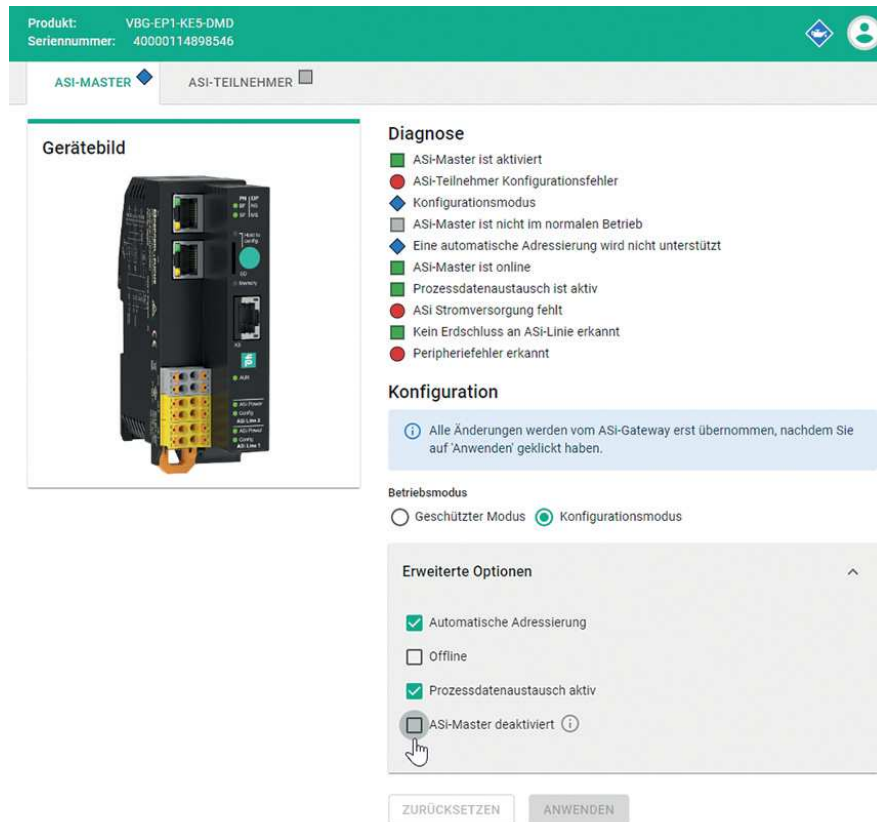 Produkt: VBG-EP1-KE5-DMD
Seriennummer: 40000114898546
ASI-MASTER
ASI-TEILNEHMER
Gerätebild
Diagnose
ASi-Master ist aktiviert
ASi-Teilnehmer Konfigurationsfehler
Konfigurationsmodus
ASi-Master ist nicht im normalen Betrieb
Eine automatische Adressierung wird nicht unterstützt
ASi-Master ist online
Prozessdatenaustausch ist aktiv
ASi Stromversorgung fehlt
Kein Erdschluss an ASi-Linie erkannt
Peripheriefehler erkannt
Konfiguration
Alle Änderungen werden vom ASi-Gateway erst übernommen, nachdem Sie
auf 'Anwenden' geklickt haben.
Betriebsmodus
Geschützter Modus
Konfigurationsmodus
Erweiterte Optionen
Automatische Adressierung
Offline
Prozessdatenaustausch aktiv
ASi-Master deaktiviert
ZURÜCKSETZEN
ANWENDEN